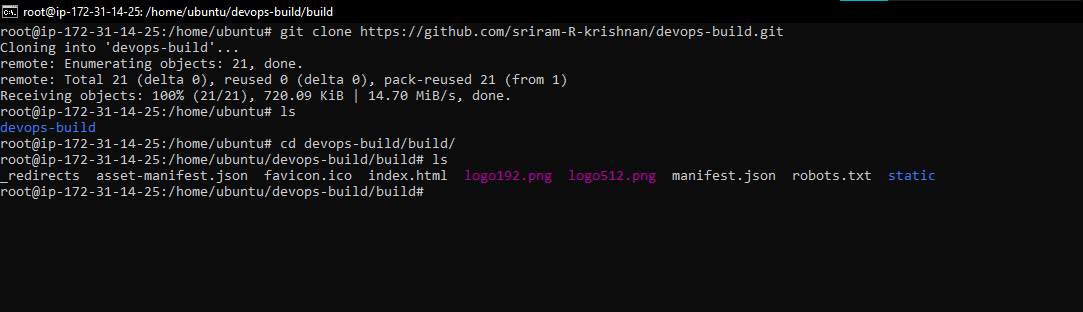 root@ip-172-31-14-25: /home/ubuntu/devops-build/build
root@ip-172-31-14-25:/home/ubuntu# git clone https://github.com/sriram-R-krishnan/devops-build.git
Cloning into 'devops-build'...
remote: Enumerating objects: 21, done.
remote: Total 21 (delta 0), reused 0 (delta 0), pack-reused 21 (from 1)
Receiving objects: 100% (21/21), 720.09 KiB | 14.70 MiB/s, done.
root@ip-172-31-14-25:/home/ubuntu# ls
devops-build
root@ip-172-31-14-25:/home/ubuntu# cd devops-build/build/
root@ip-172-31-14-25:/home/ubuntu/devops-build/build# ls
_redirects  asset-manifest.json  favicon.ico  index.html  logo192.png  logo512.png  manifest.json  robots.txt  static
root@ip-172-31-14-25:/home/ubuntu/devops-build/build#